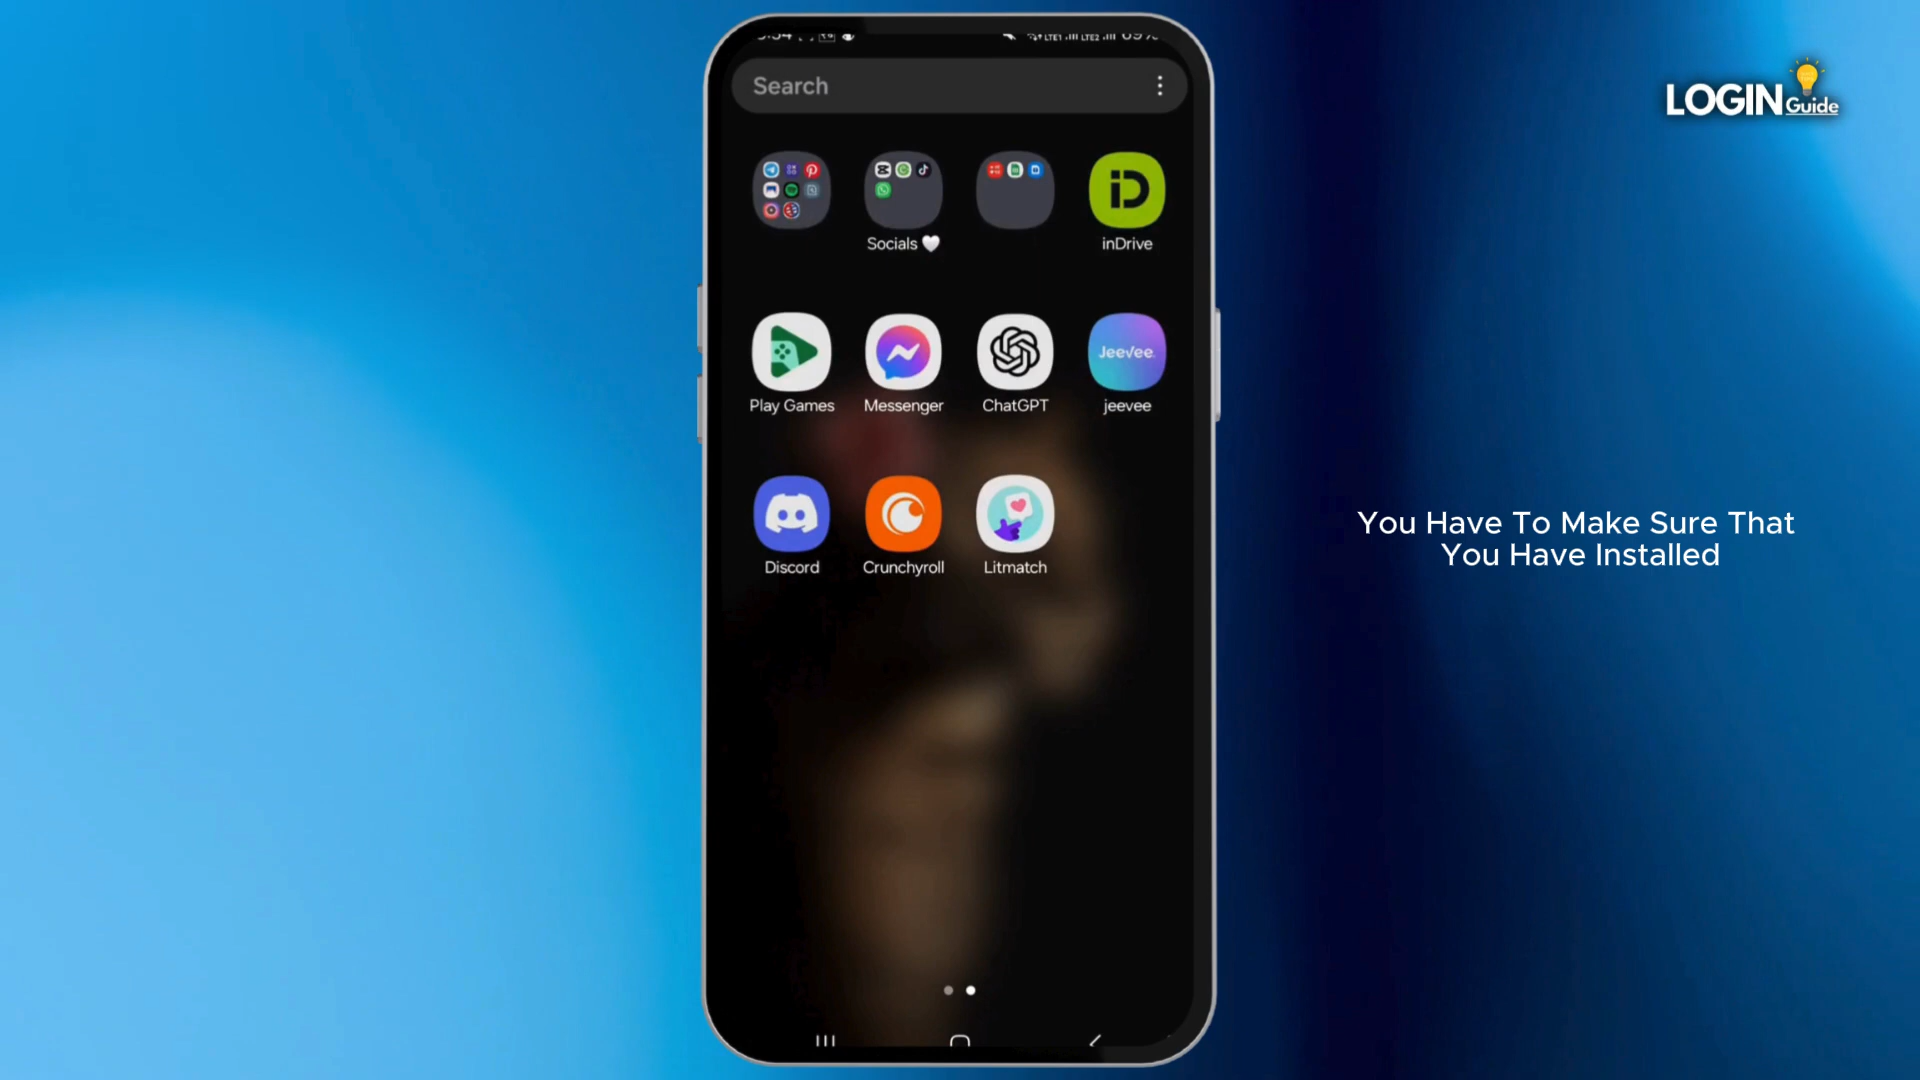 Search
LOGIN Guide
iD
Socials
inDrive
JeeVee
Play Games
Messenger
ChatGPT
jeevee
You Have To Make Sure That
You Have Installed
Discord
Crunchyroll
Litmatch